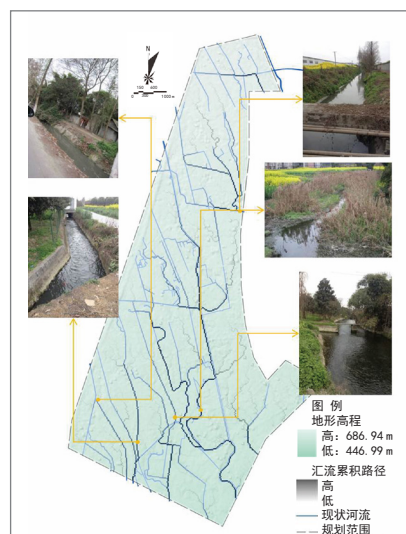 N
图 例
地形高程
高：686.94 m
低：446.99 m
汇流累积路径
高
低
现状河流
规划范围